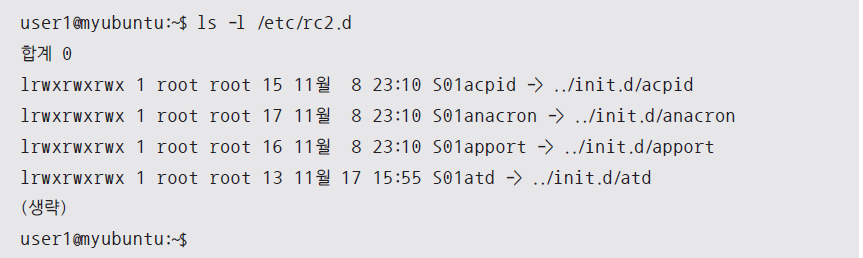 user1@myubuntu:~$ ls -l /etc/rc2.d
합계 0
lrwxrwxrwx 1 root root 15 11월  8 23:10 S01acpid -> ../init.d/acpid
lrwxrwxrwx 1 root root 17 11월  8 23:10 S01anacron -> ../init.d/anacron
lrwxrwxrwx 1 root root 16 11월  8 23:10 S01apport -> ../init.d/apport
lrwxrwxrwx 1 root root 13 11월 17 15:55 S01atd -> ../init.d/atd
(생략)
user1@myubuntu:~$